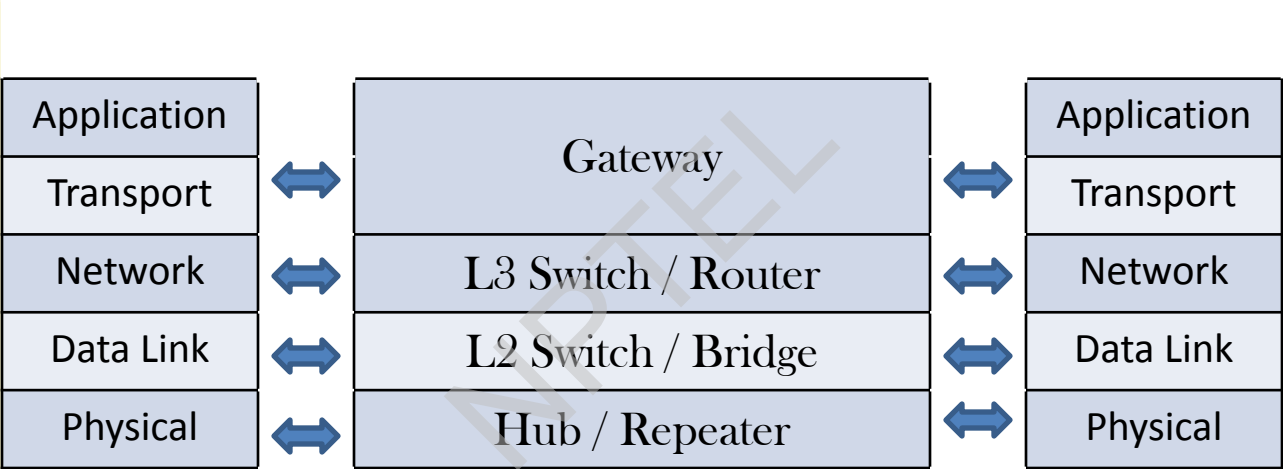 Application
Gateway
Application
Transport
Transport
Network
L3 Switch / Router
Network
Data Link
L2 Switch / Bridge
Data Link
Physical
Hub / Repeater
Physical
NPTEL